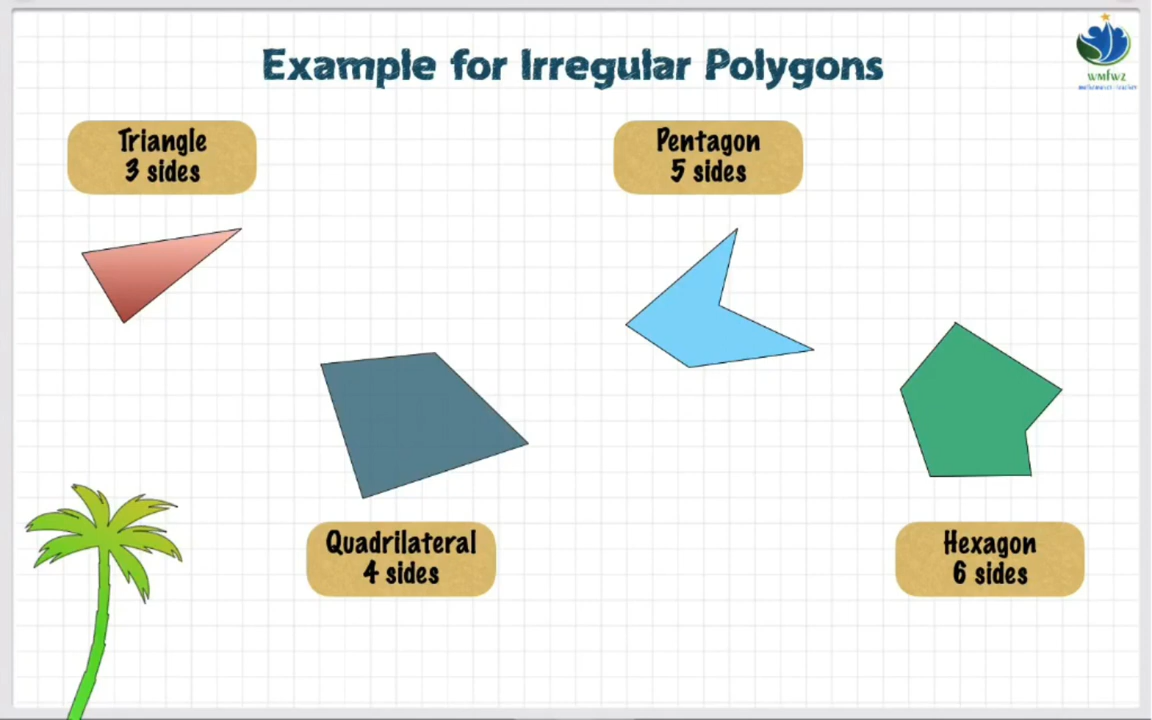 Example for Irregular Polygons
WMFWZ
Triangle
3 sides
Pentagon
5 sides
Quadrilateral
4 sides
Hexagon
6 sides